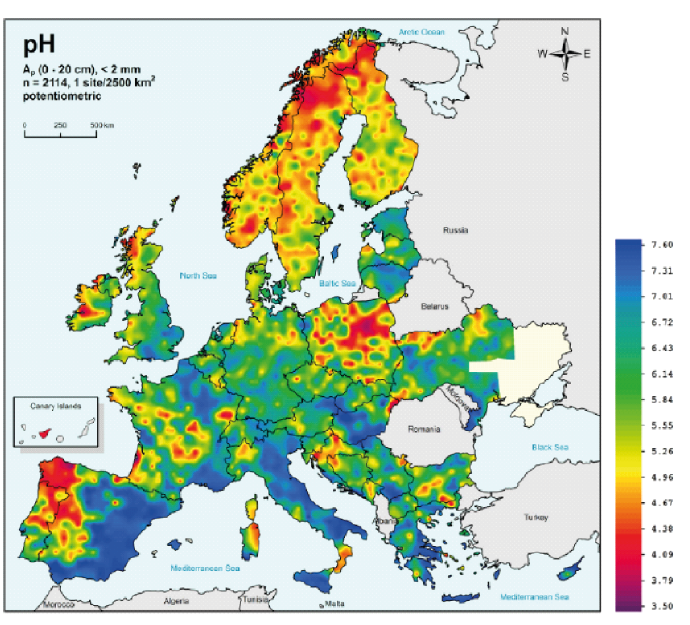 pH
Ap (0 - 20 cm), < 2 mm
n = 2114, 1 site/2500 km²
potentiometric
0 250 500 km
Arctic Ocean
N
W E
S
Russia
North Sea
Baltic Sea
Belarus
Canary Islands
Moldova
Romania
Black Sea
Albania
Turkey
Mediterranean Sea
Mediterranean Sea
Morocco
Algeria
Tunisia
Malta
7.60
7.31
7.01
6.72
6.43
6.14
5.84
5.55
5.26
4.96
4.67
4.38
4.09
3.79
3.50